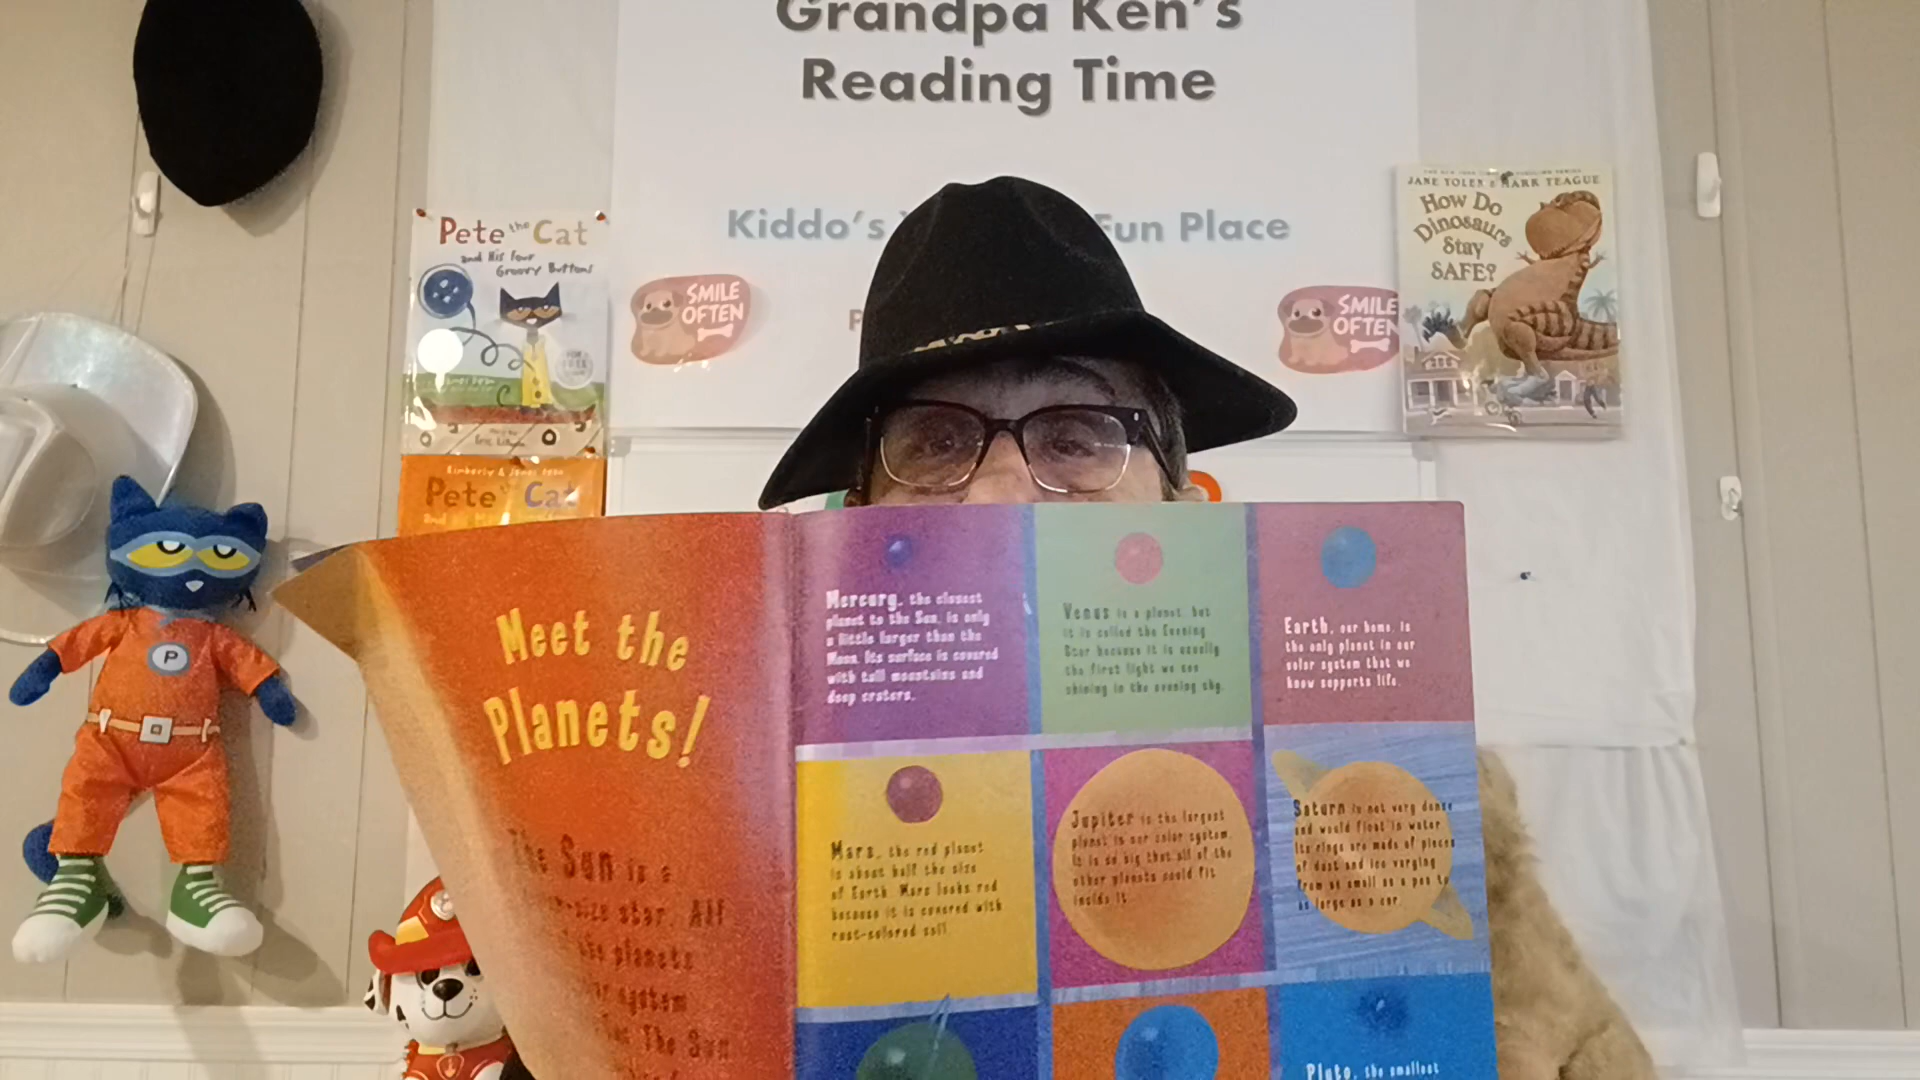 Grandpa Ken's
Reading Time
Kiddo's
Fun Place
SMILE
OFTEN
SMILE
OFTEN
Pete the Cat
and His Four
Groovy Buttons
Kimberly & James Dean
Pete the Cat
JANE YOLEN & MARK TEAGUE
How Do
Dinosaurs
Stay
SAFE?
P
Meet the
Planets!
The Sun is a
-size star. All
the planets
system
The Sun
Mercury, the closest
planet to the Sun, is only
a little larger than the
Moon. Its surface is covered
with tall mountains and
deep craters.
Venus is a planet, but
it is called the Evening
Star because it is usually
the first light we see
shining in the evening sky.
Earth, our home, is
the only planet in our
solar system that we
know supports life.
Mars, the red planet
is about half the size
of Earth. Mars looks red
because it is covered with
rust-colored soil.
Jupiter is the largest
planet in our solar system.
It is so big that all of the
other planets could fit
inside it.
Saturn is not very dense
and would float in water.
Its rings are made of pieces
of dust and ice varying
from as small as a pea to
as large as a car.
Pluto, the smallest